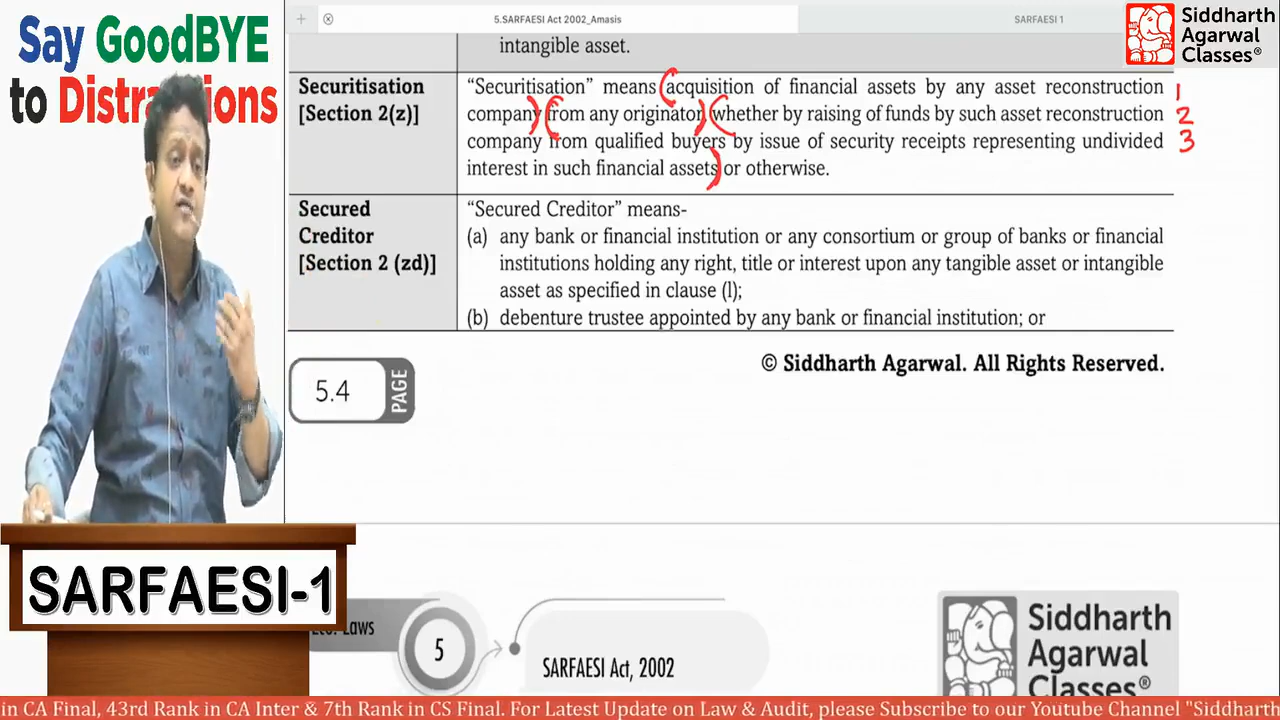 Say GoodBYE
to Distra ions
5.SARFAESI Act 2002_Amasis
SARFAESI 1
Siddharth
Agarwal
Classes®
intangible asset.
Securitisation
[Section 2(z)]
“Securitisation” means acquisition of financial assets by any asset reconstruction
company from any originator, whether by raising of funds by such asset reconstruction
company from qualified buyers by issue of security receipts representing undivided
interest in such financial assets or otherwise.
1
2
3
Secured
Creditor
[Section 2 (zd)]
“Secured Creditor” means-
(a) any bank or financial institution or any consortium or group of banks or financial
institutions holding any right, title or interest upon any tangible asset or intangible
asset as specified in clause (l);
(b) debenture trustee appointed by any bank or financial institution; or
© Siddharth Agarwal. All Rights Reserved.
5.4
PAGE
SARFAESI-1
Laws
5
SARFAESI Act, 2002
Siddharth
Agarwal
Classes®
in CA Final, 43rd Rank in CA Inter & 7th Rank in CS Final. For Latest Update on Law & Audit, please Subscribe to our Youtube Channel "Siddharth